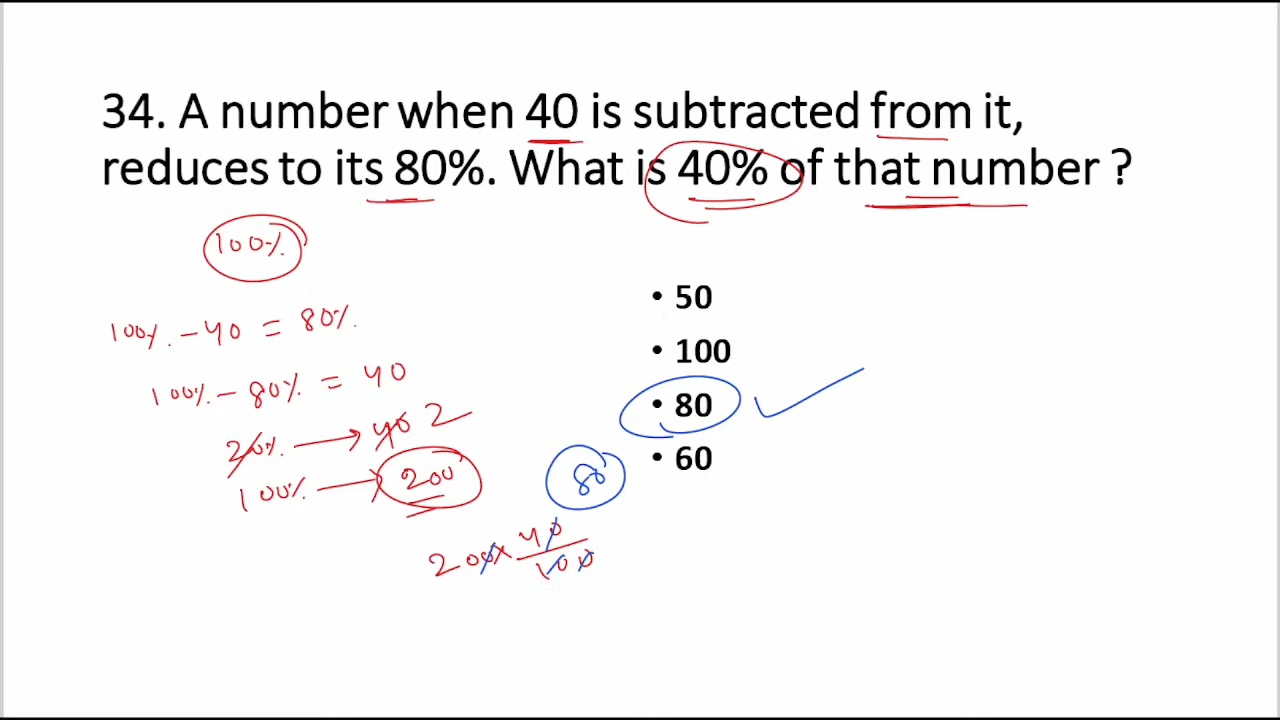 34. A number when 40 is subtracted from it,
reduces to its 80%. What is 40% of that number ?
100%
100% - 40 = 80%
100% - 80% = 40
20% → 40 2
100% → 200
200 x 40/100
80
• 50
• 100
• 80
• 60